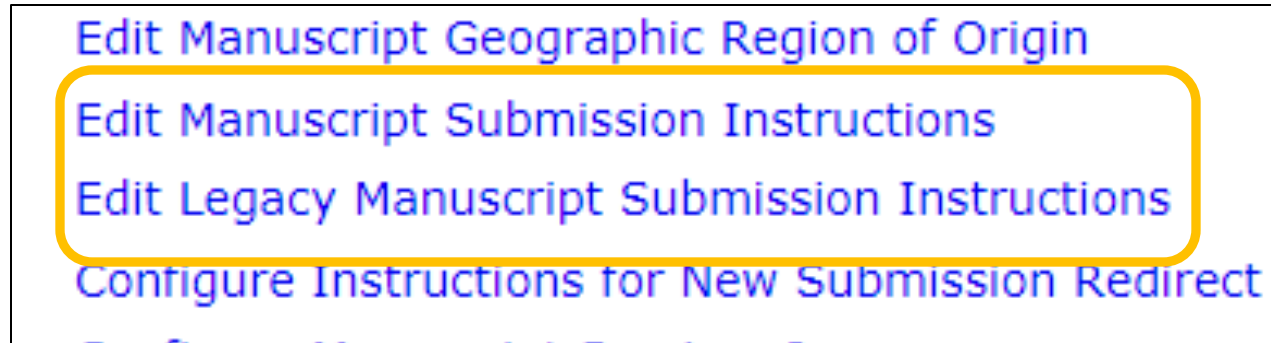 Edit Manuscript Geographic Region of Origin
Edit Manuscript Submission Instructions
Edit Legacy Manuscript Submission Instructions
Configure Instructions for New Submission Redirect